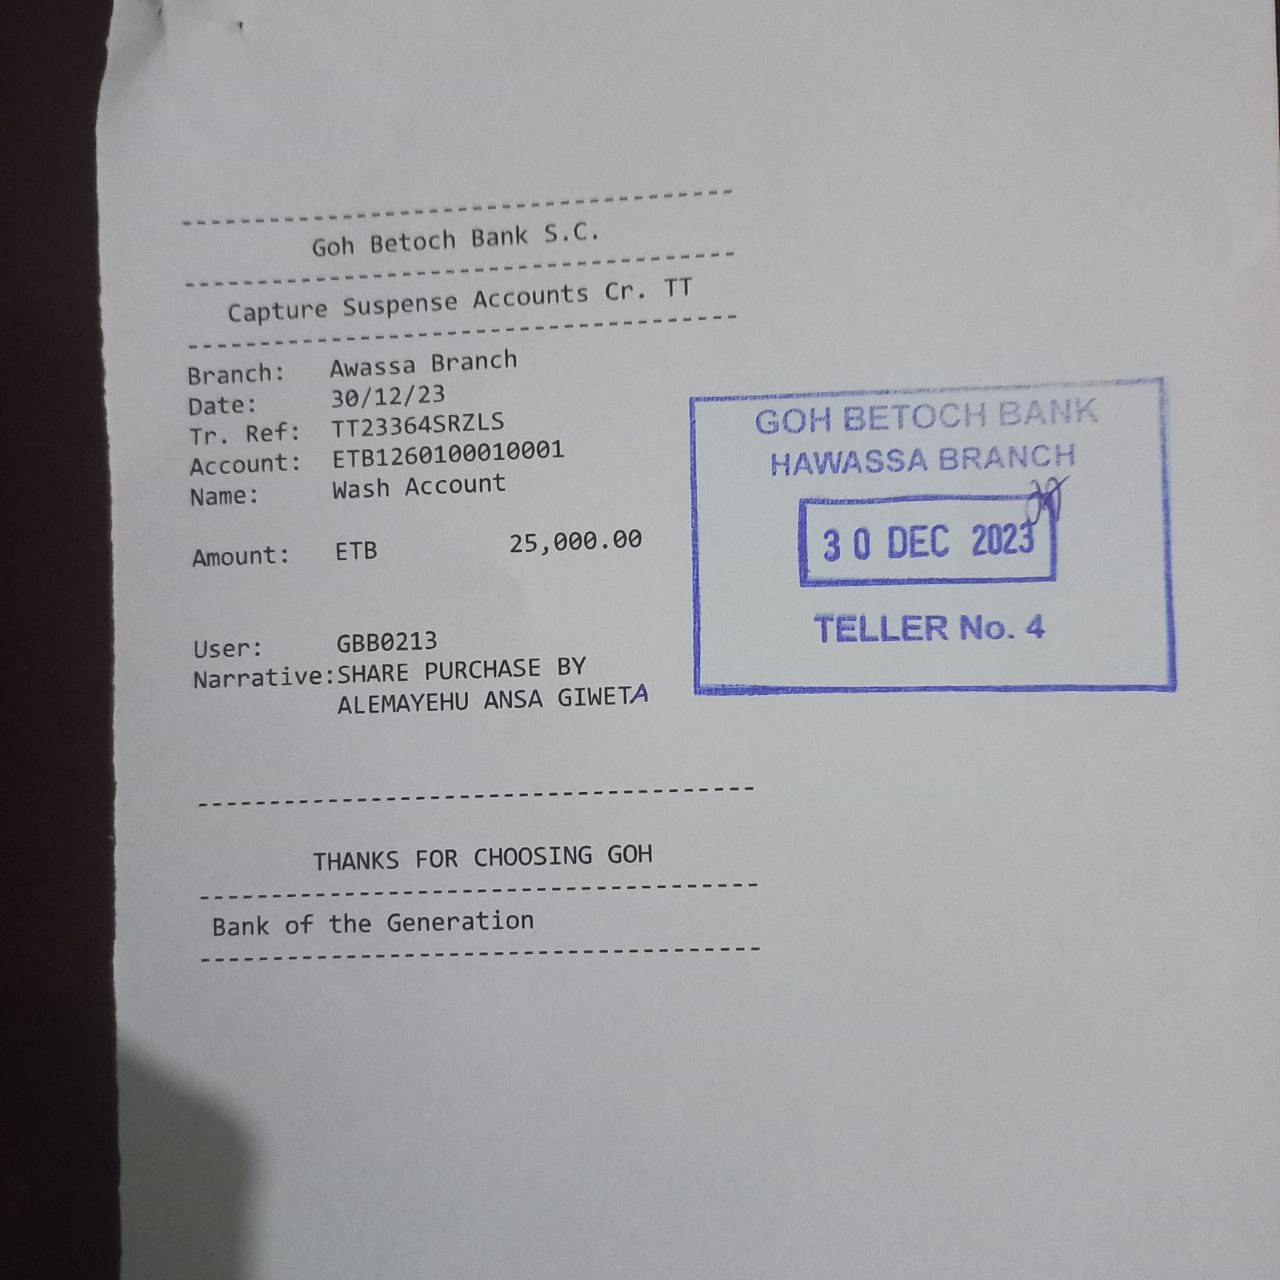 ---------------------------------------
Goh Betoch Bank S.C.
---------------------------------------
Capture Suspense Accounts Cr. TT
---------------------------------------
Branch: Awassa Branch
Date: 30/12/23
Tr. Ref: TT23364SRZLS
Account: ETB1260100010001
Name: Wash Account
Amount: ETB 25,000.00
User: GBB0213
Narrative:SHARE PURCHASE BY
ALEMAYEHU ANSA GIWETA
---------------------------------------
THANKS FOR CHOOSING GOH
---------------------------------------
Bank of the Generation
---------------------------------------
GOH BETOCH BANK
HAWASSA BRANCH
30 DEC 2023
TELLER No. 4